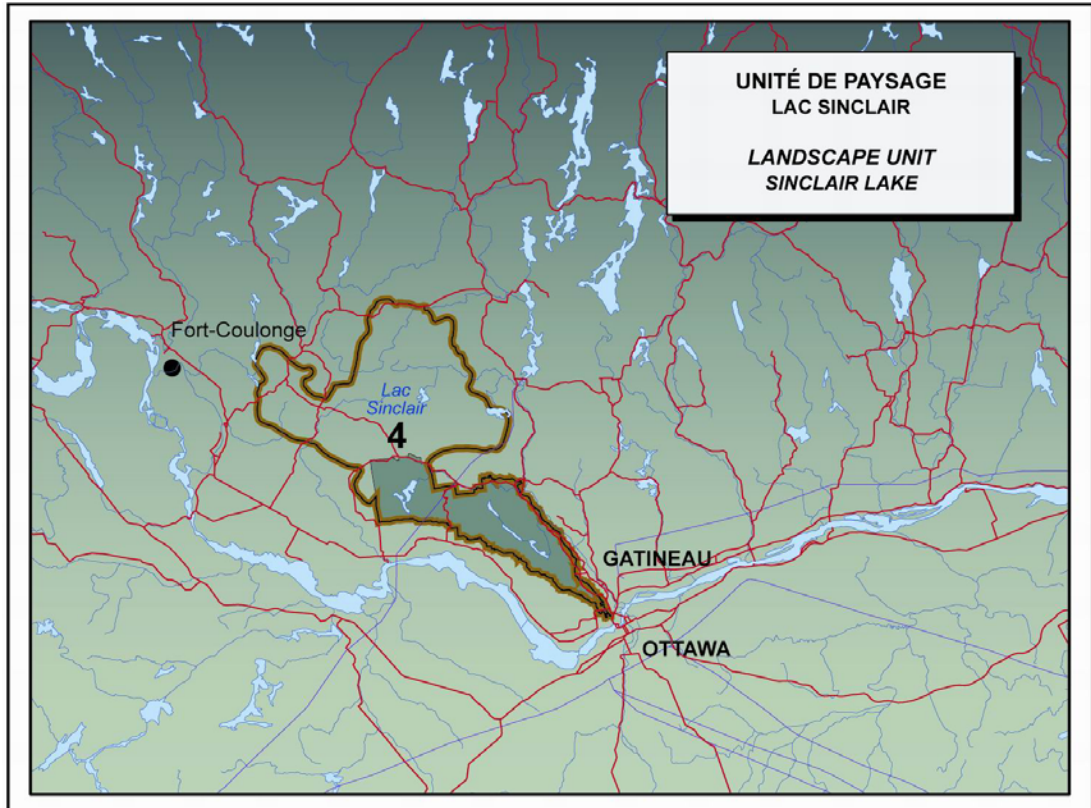 UNITÉ DE PAYSAGE
LAC SINCLAIR
LANDSCAPE UNIT
SINCLAIR LAKE
Fort-Coulonge
Lac
Sinclair
4
GATINEAU
OTTAWA